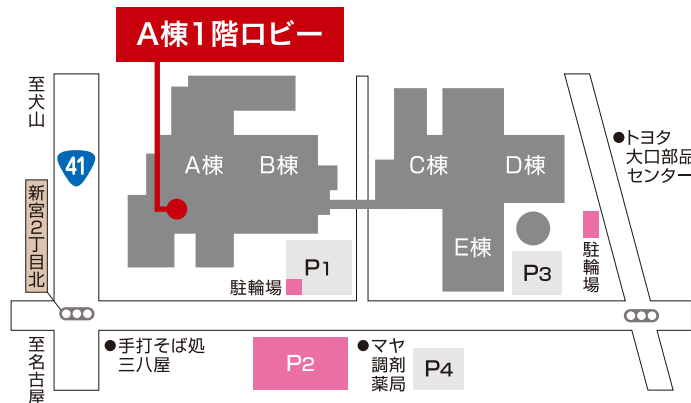 A棟1階ロビー
至犬山
41
新宮2丁目北
至名古屋
A棟
B棟
C棟
D棟
E棟
トヨタ
大口部品
センター
P1
駐輪場
P3
駐輪場
手打そば処
三八屋
P2
マヤ
調剤
薬局
P4